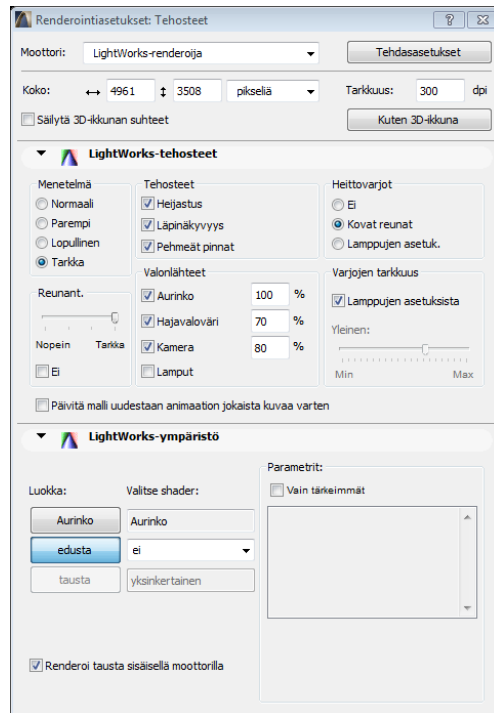 Renderointiasetukset: Tehosteet
Moottori: LightWorks-renderoija Tehdasasetukset
Koko: 4961 3508 pikseliä Tarkkuus: 300 dpi
Säilytä 3D-ikkunan suhteet Kuten 3D-ikkuna
LightWorks-tehosteet
Menetelmä Tehosteet Heittovarjot
Normaali Heijastus Ei
Parempi Läpinäkyvyys Kovat reunat
Lopullinen Pehmeät pinnat Lamppujen asetuk.
Tarkka
Valonlähteet Varjojen tarkkuus
Reunant. Aurinko 100 % Lamppujen asetuksista
Hajavaloväri 70 % Yleinen:
Nopein Tarkka Kamera 80 %
Ei Lamput Min Max
Päivitä malli uudestaan animaation jokaista kuvaa varten
LightWorks-ympäristö
Parametrit:
Luokka: Valitse shader: Vain tärkeimmät
Aurinko Aurinko
edusta ei
tausta yksinkertainen
Renderoi tausta sisäisellä moottorilla